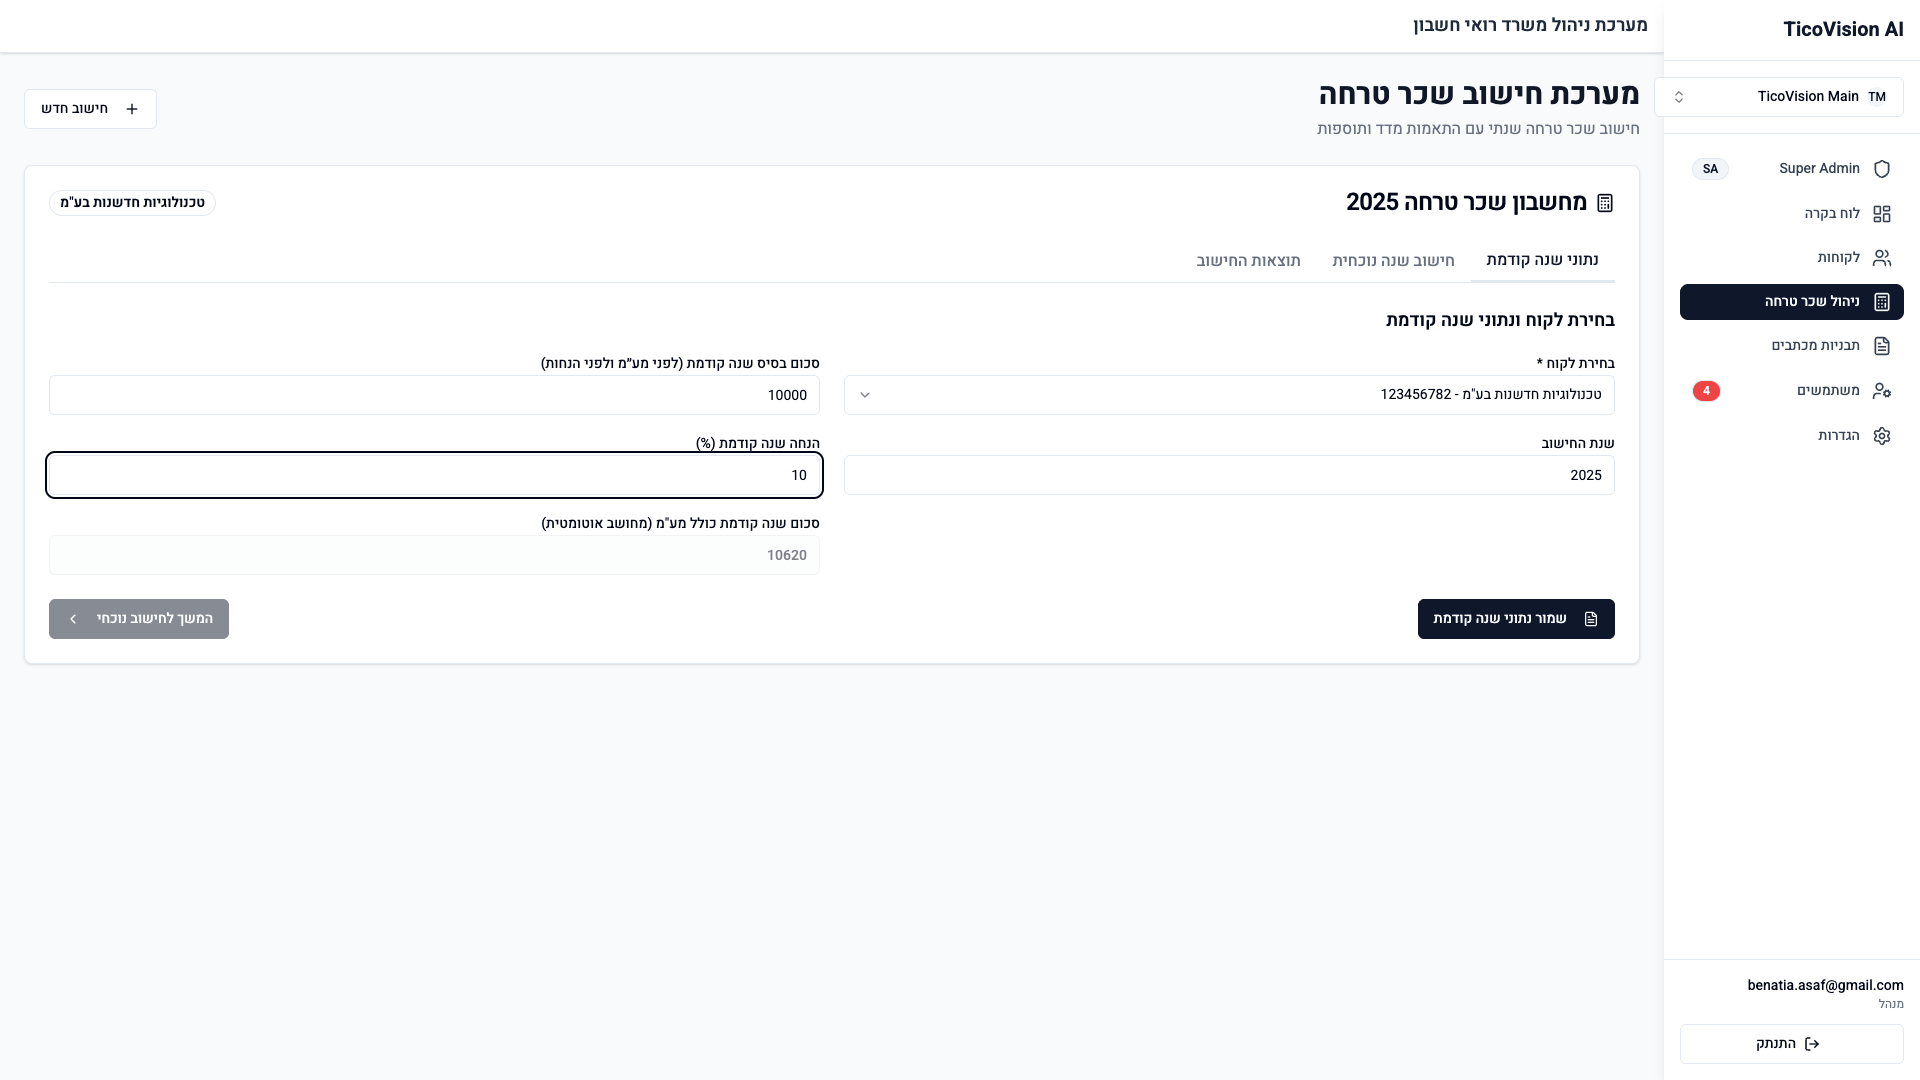 TicoVision AI
TM TicoVision Main
Super Admin SA
לוח בקרה
לקוחות
ניהול שכר טרחה
תבניות מכתבים
משתמשים 4
הגדרות
benatia.asaf@gmail.com
מנהל
התנתק
מערכת ניהול משרד רואי חשבון
מערכת חישוב שכר טרחה
חישוב שכר טרחה שנתי עם התאמות מדד ותוספות
חישוב חדש
מחשבון שכר טרחה 2025
טכנולוגיות חדשנות בע"מ
נתוני שנה קודמת
חישוב שנה נוכחית
תוצאות החישוב
בחירת לקוח ונתוני שנה קודמת
בחירת לקוח *
טכנולוגיות חדשנות בע"מ - 123456782
סכום בסיס שנה קודמת (לפני מע״מ ולפני הנחות)
10000
שנת החישוב
2025
הנחה שנה קודמת (%)
10
סכום שנה קודמת כולל מע"מ (מחושב אוטומטית)
10620
שמור נתוני שנה קודמת
המשך לחישוב נוכחי